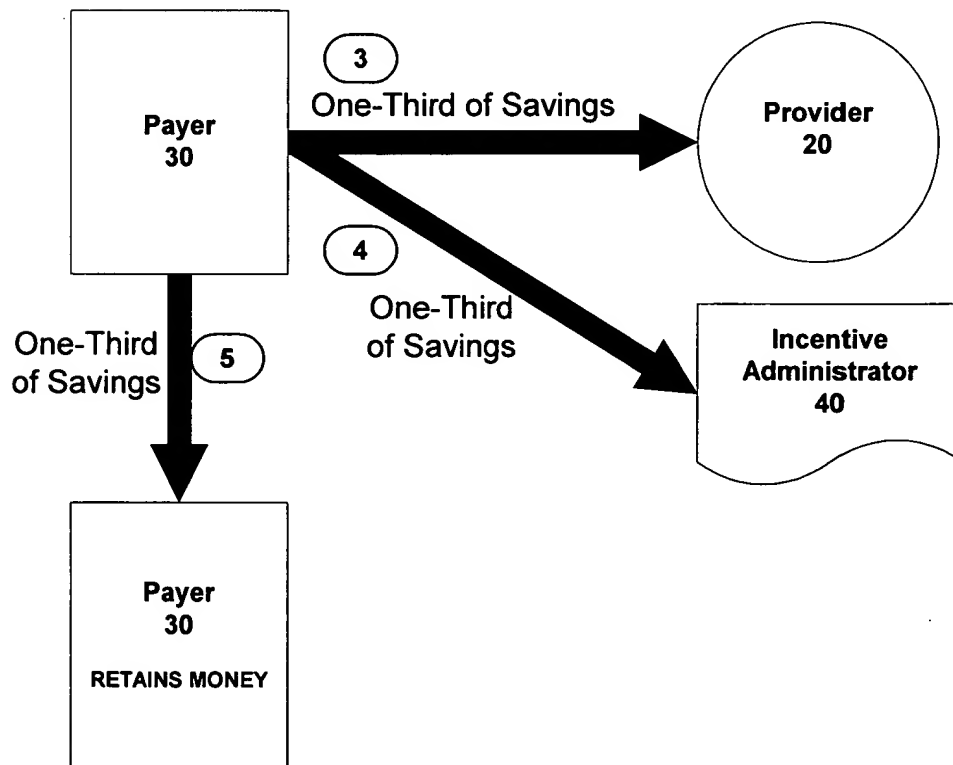 Payer
30
3
One-Third of Savings
Provider
20
4
One-Third
of Savings
One-Third
of Savings
5
Incentive
Administrator
40
Payer
30
RETAINS MONEY